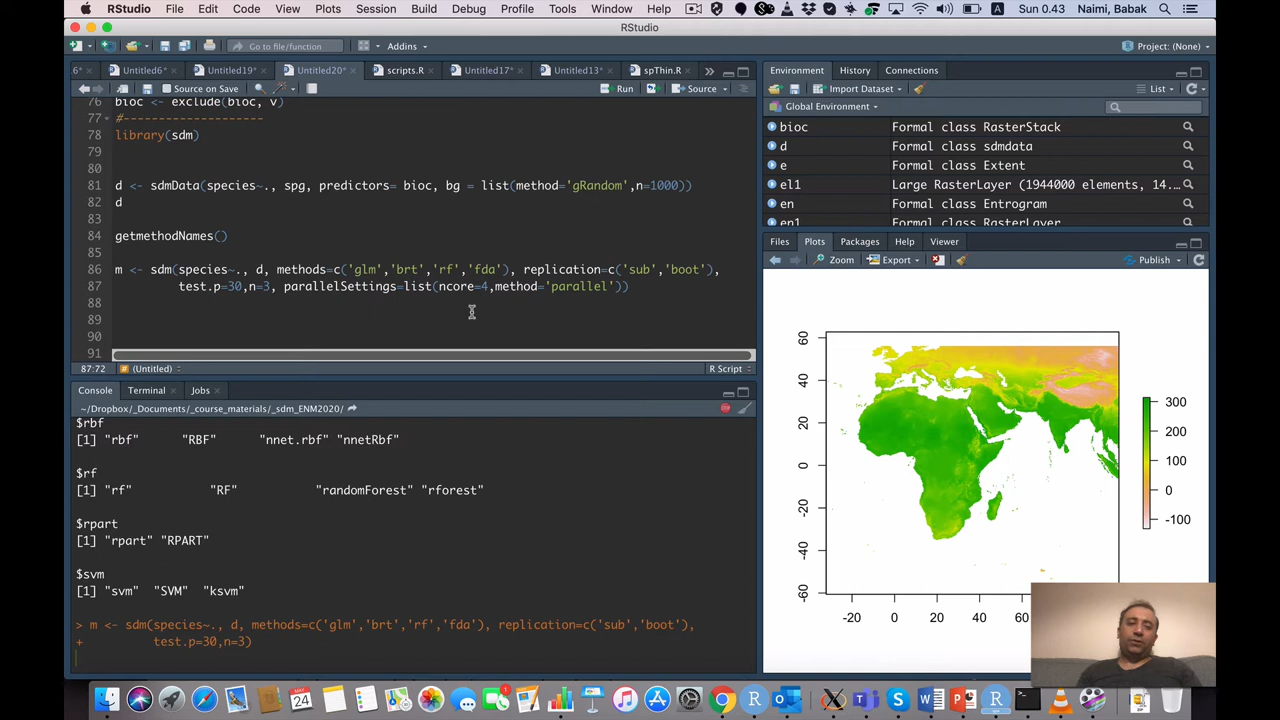 RStudio File Edit Code View Plots Session Build Debug Profile Tools Window Help Sun 0.43 Naimi, Babak
RStudio
Go to file/function Addins Project: (None)
6* Untitled6* Untitled19* Untitled20* scripts.R Untitled17* Untitled13* spThin.R
Source on Save Run Source
76 bioc <- exclude(bioc, v)
77 #--------------------
78 library(sdm)
79
80
81 d <- sdmData(species~., spg, predictors= bioc, bg = list(method='gRandom',n=1000))
82 d
83
84 getmethodNames()
85
86 m <- sdm(species~., d, methods=c('glm','brt','rf','fda'), replication=c('sub','boot'),
87 test.p=30,n=3, parallelSettings=list(ncore=4,method='parallel'))
88
89
90
91
87:72 (Untitled) R Script
Console Terminal Jobs
~/Dropbox/_Documents/_course_materials/_sdm_ENM2020/
$rbf
[1] "rbf" "RBF" "nnet.rbf" "nnetRbf"
$rf
[1] "rf" "RF" "randomForest" "rforest"
$rpart
[1] "rpart" "RPART"
$svm
[1] "svm" "SVM" "ksvm"
> m <- sdm(species~., d, methods=c('glm','brt','rf','fda'), replication=c('sub','boot'),
+ test.p=30,n=3)
Environment History Connections
Import Dataset List
Global Environment
bioc Formal class RasterStack
d Formal class sdmdata
e Formal class Extent
el1 Large RasterLayer (1944000 elements, 14.…
en Formal class Entrogram
en1 Formal class RasterLayer
Files Plots Packages Help Viewer
Zoom Export Publish
60
40
20
0
-20
-40
-60
-20 0 20 40 60
300
200
100
0
-100
MAY
24